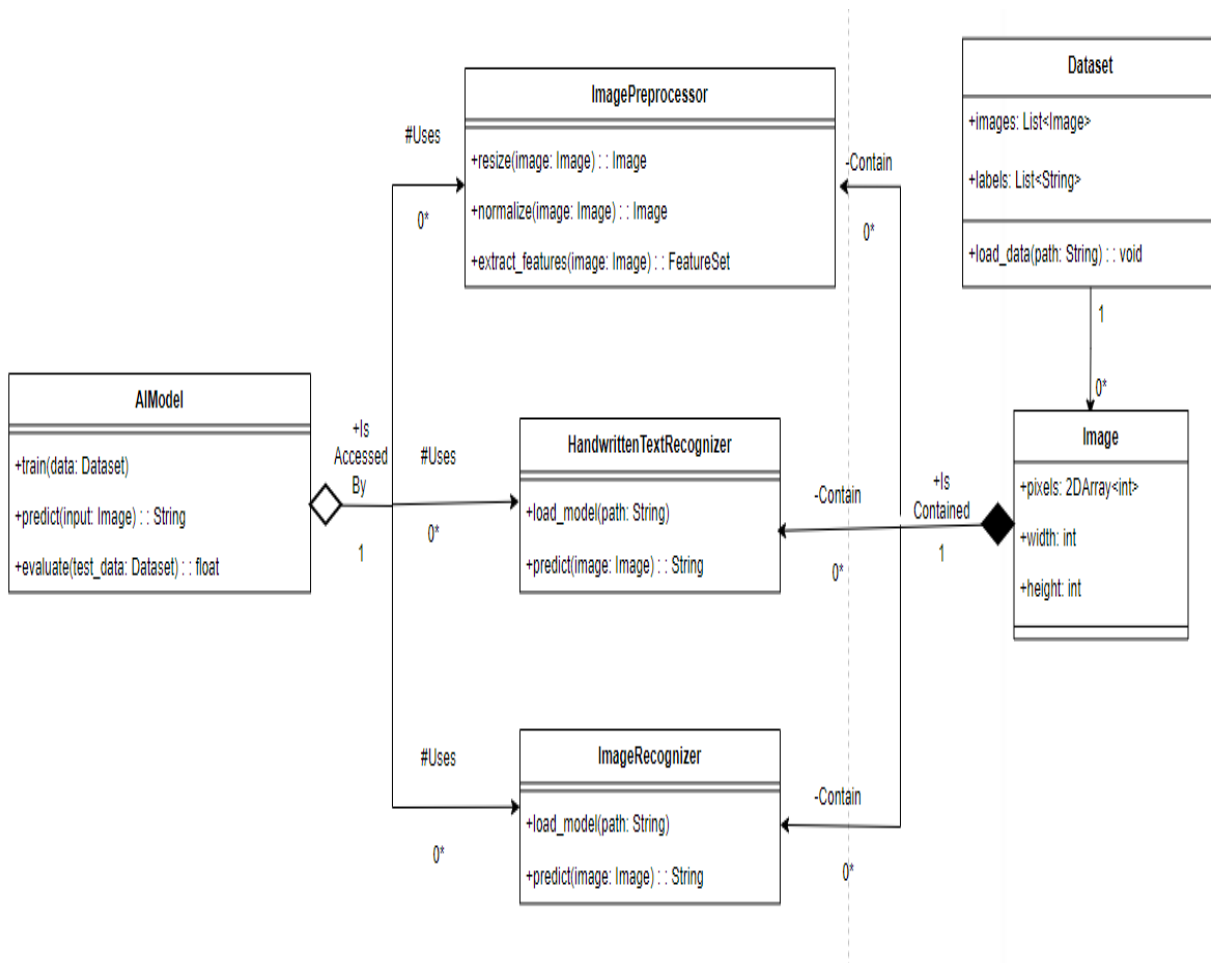 ImagePreprocessor
+resize(image: Image) : : Image
+normalize(image: Image) : : Image
+extract_features(image: Image) : : FeatureSet
Dataset
+images: List<Image>
+labels: List<String>
+load_data(path: String) : : void
#Uses
0*
-Contain
0*
1
0*
AIModel
+train(data: Dataset)
+predict(input: Image) : : String
+evaluate(test_data: Dataset) : : float
+Is
Accessed
By
1
#Uses
0*
HandwrittenTextRecognizer
+load_model(path: String)
+predict(image: Image) : : String
-Contain
0*
+Is
Contained
1
Image
+pixels: 2DArray<int>
+width: int
+height: int
#Uses
0*
ImageRecognizer
+load_model(path: String)
+predict(image: Image) : : String
-Contain
0*